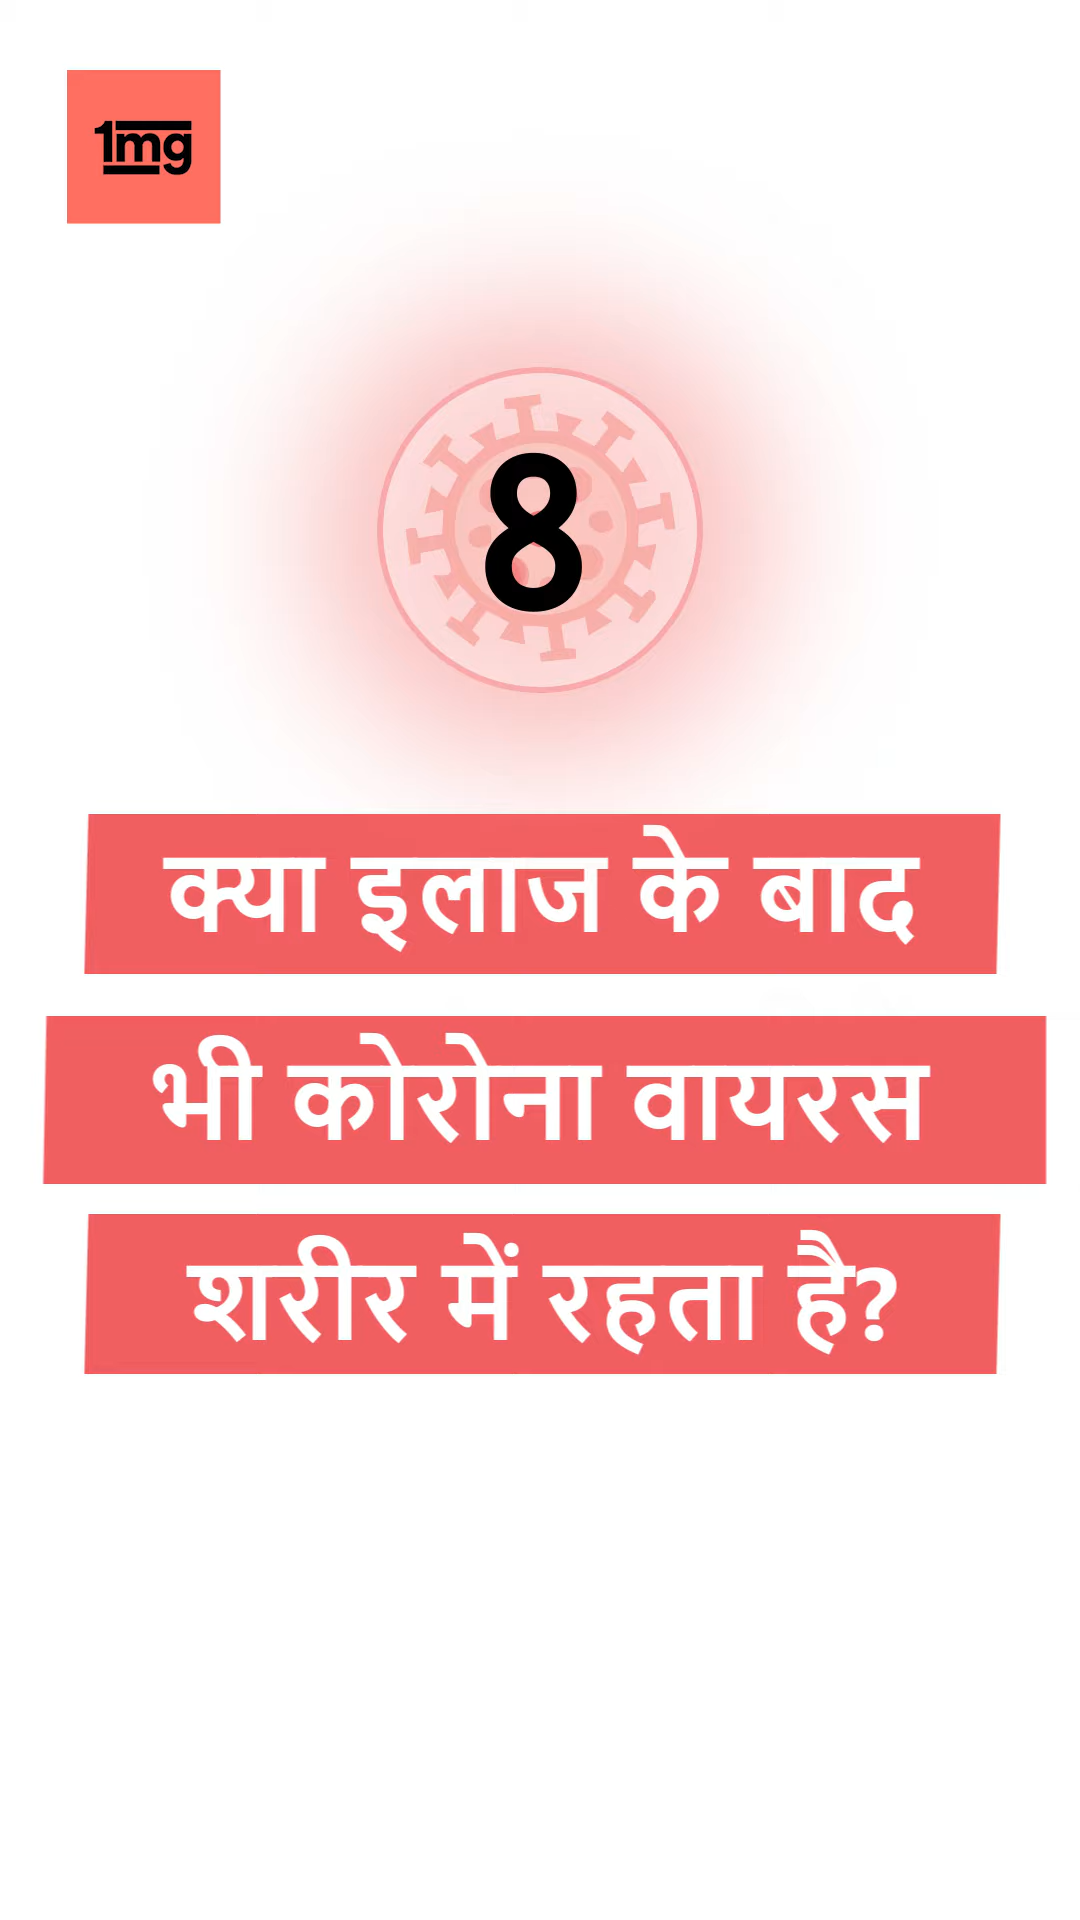 1mg
8
क्या इलाज के बाद
भी कोरोना वायरस
शरीर में रहता है?